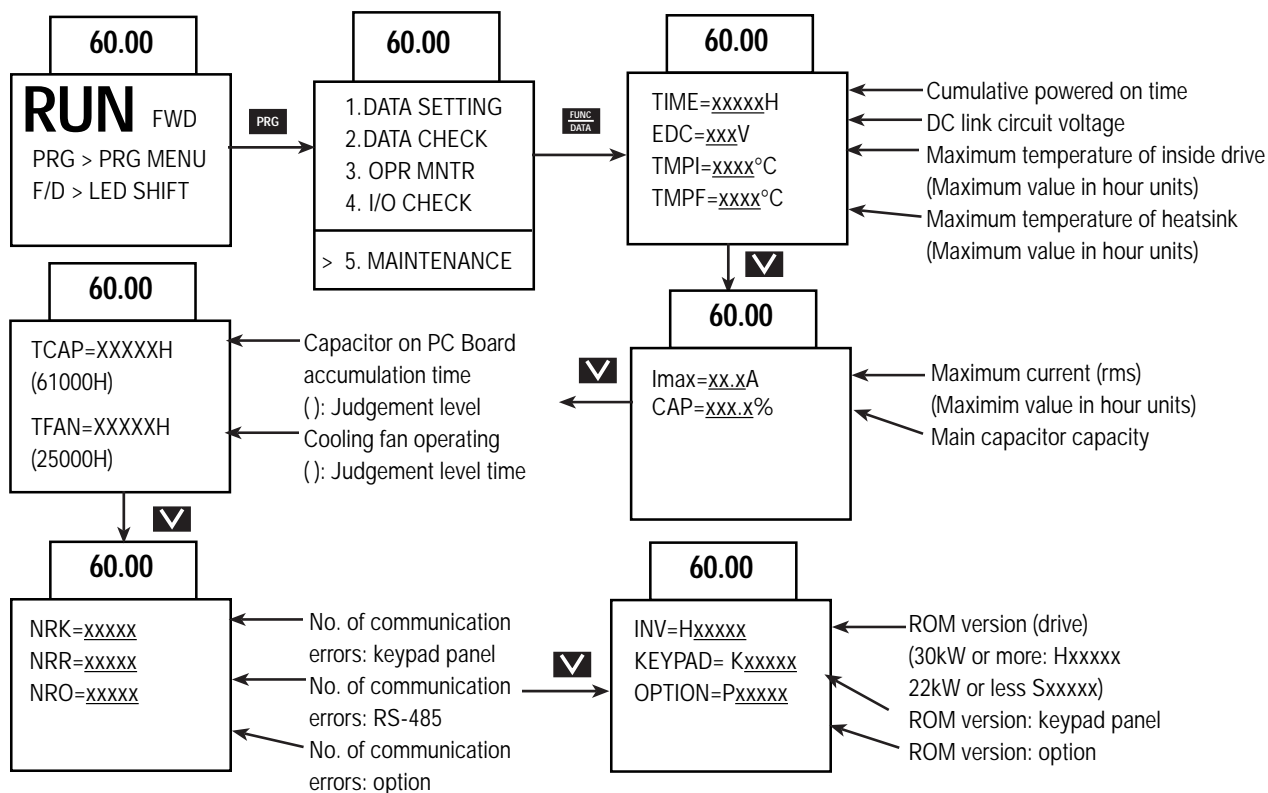 60.00
RUN FWD
PRG > PRG MENU
F/D > LED SHIFT
PRG
60.00
1.DATA SETTING
2.DATA CHECK
3. OPR MNTR
4. I/O CHECK
> 5. MAINTENANCE
FUNC
DATA
60.00
TIME=xxxxxH
EDC=xxxV
TMPI=xxxx°C
TMPF=xxxx°C
Cumulative powered on time
DC link circuit voltage
Maximum temperature of inside drive
(Maximum value in hour units)
Maximum temperature of heatsink
(Maximum value in hour units)
60.00
Imax=xx.xA
CAP=xxx.x%
Maximum current (rms)
(Maximim value in hour units)
Main capacitor capacity
60.00
TCAP=XXXXXH
(61000H)
TFAN=XXXXXH
(25000H)
Capacitor on PC Board
accumulation time
( ): Judgement level
Cooling fan operating
( ): Judgement level time
60.00
NRK=xxxxx
NRR=xxxxx
NRO=xxxxx
No. of communication
errors: keypad panel
No. of communication
errors: RS-485
No. of communication
errors: option
60.00
INV=Hxxxxx
KEYPAD= Kxxxxx
OPTION=Pxxxxx
ROM version (drive)
(30kW or more: Hxxxxx
22kW or less Sxxxxx)
ROM version: keypad panel
ROM version: option